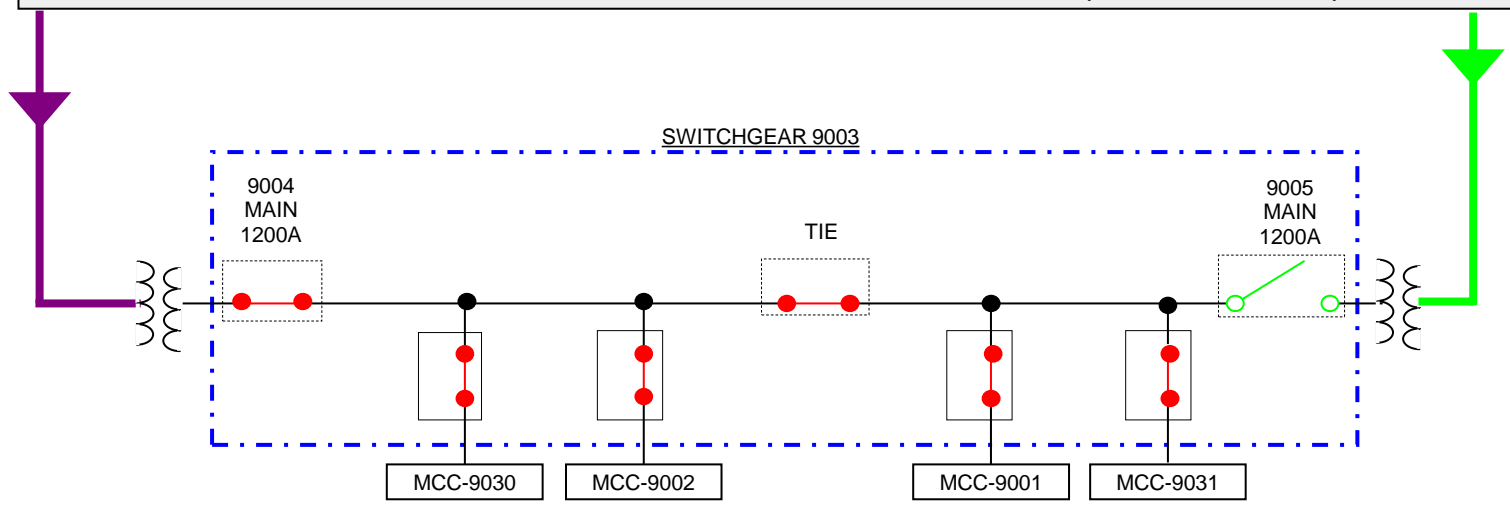 SWITCHGEAR 9003
9004
MAIN
1200A
TIE
9005
MAIN
1200A
MCC-9030
MCC-9002
MCC-9001
MCC-9031